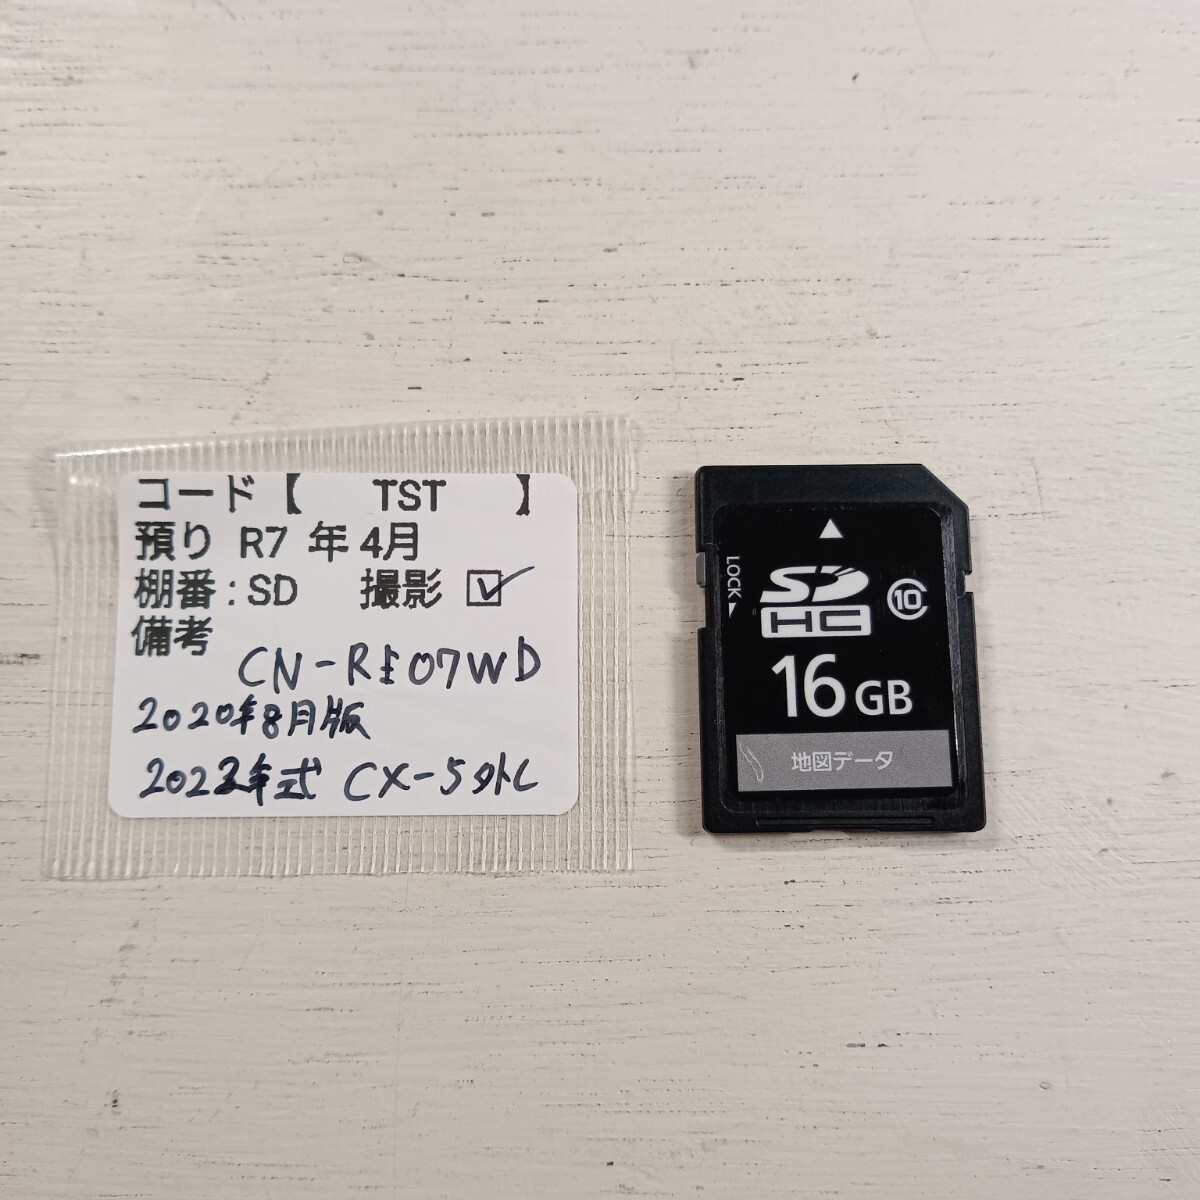 コード【 TST 】
預り R7 年 4月
棚番:SD 撮影 ☑
備考
CN-RE07WD
2020年8月版
2022年式 CX-5外し
LOCK
SD
HC
10
16GB
地図データ